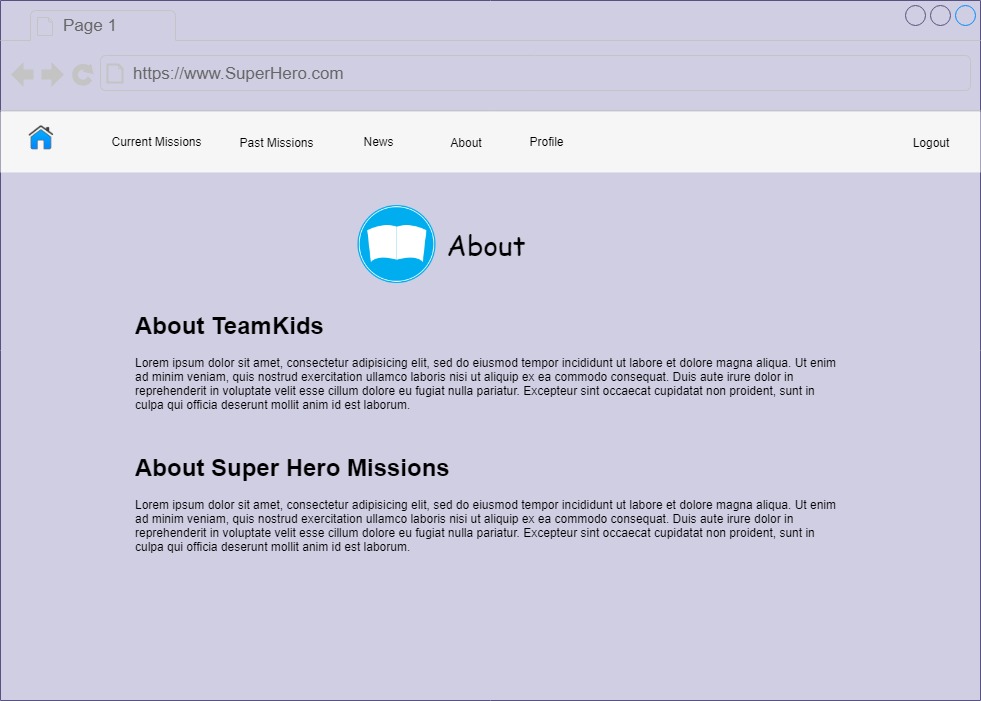 Page 1
https://www.SuperHero.com
Current Missions Past Missions News About Profile Logout
About
About TeamKids
Lorem ipsum dolor sit amet, consectetur adipisicing elit, sed do eiusmod tempor incididunt ut labore et dolore magna aliqua. Ut enim
ad minim veniam, quis nostrud exercitation ullamco laboris nisi ut aliquip ex ea commodo consequat. Duis aute irure dolor in
reprehenderit in voluptate velit esse cillum dolore eu fugiat nulla pariatur. Excepteur sint occaecat cupidatat non proident, sunt in
culpa qui officia deserunt mollit anim id est laborum.
About Super Hero Missions
Lorem ipsum dolor sit amet, consectetur adipisicing elit, sed do eiusmod tempor incididunt ut labore et dolore magna aliqua. Ut enim
ad minim veniam, quis nostrud exercitation ullamco laboris nisi ut aliquip ex ea commodo consequat. Duis aute irure dolor in
reprehenderit in voluptate velit esse cillum dolore eu fugiat nulla pariatur. Excepteur sint occaecat cupidatat non proident, sunt in
culpa qui officia deserunt mollit anim id est laborum.